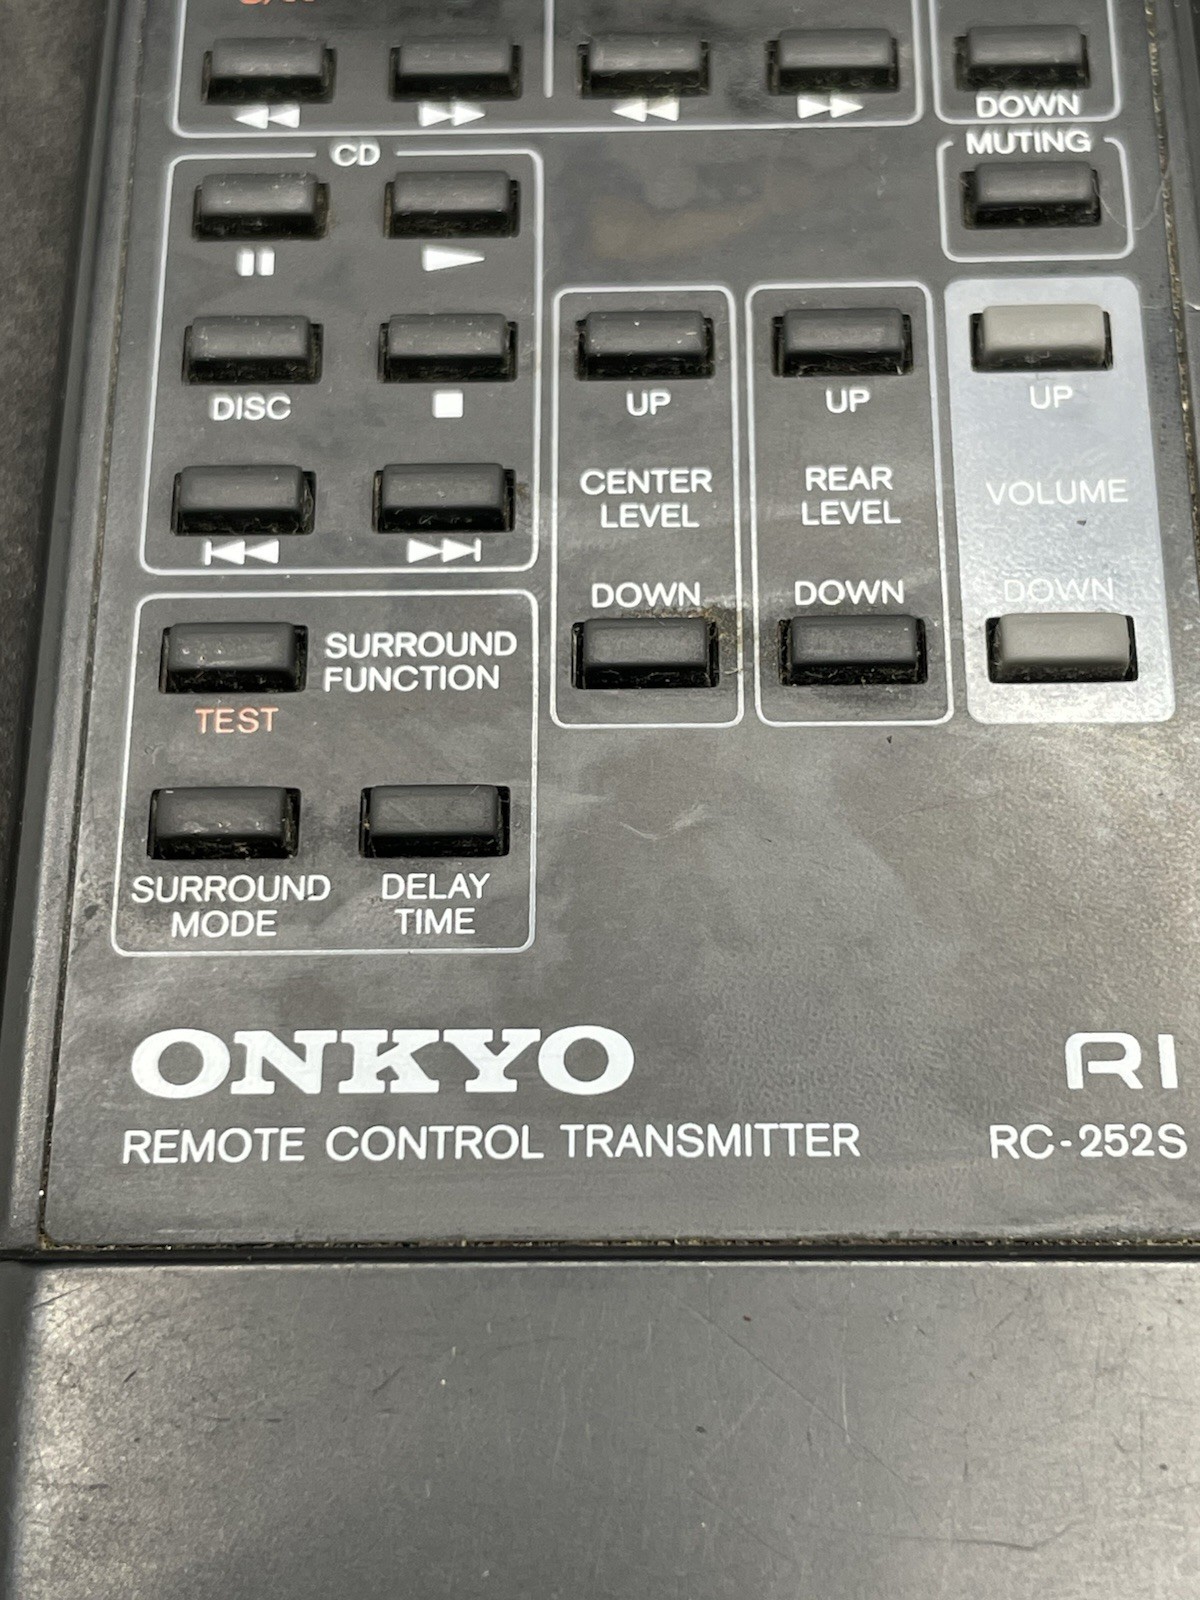 DOWN
CD
MUTING
DISC
UP
UP
UP
CENTER
LEVEL
REAR
LEVEL
VOLUME
DOWN
DOWN
DOWN
SURROUND
FUNCTION
TEST
SURROUND
MODE
DELAY
TIME
ONKYO
RI
REMOTE CONTROL TRANSMITTER
RC-252S